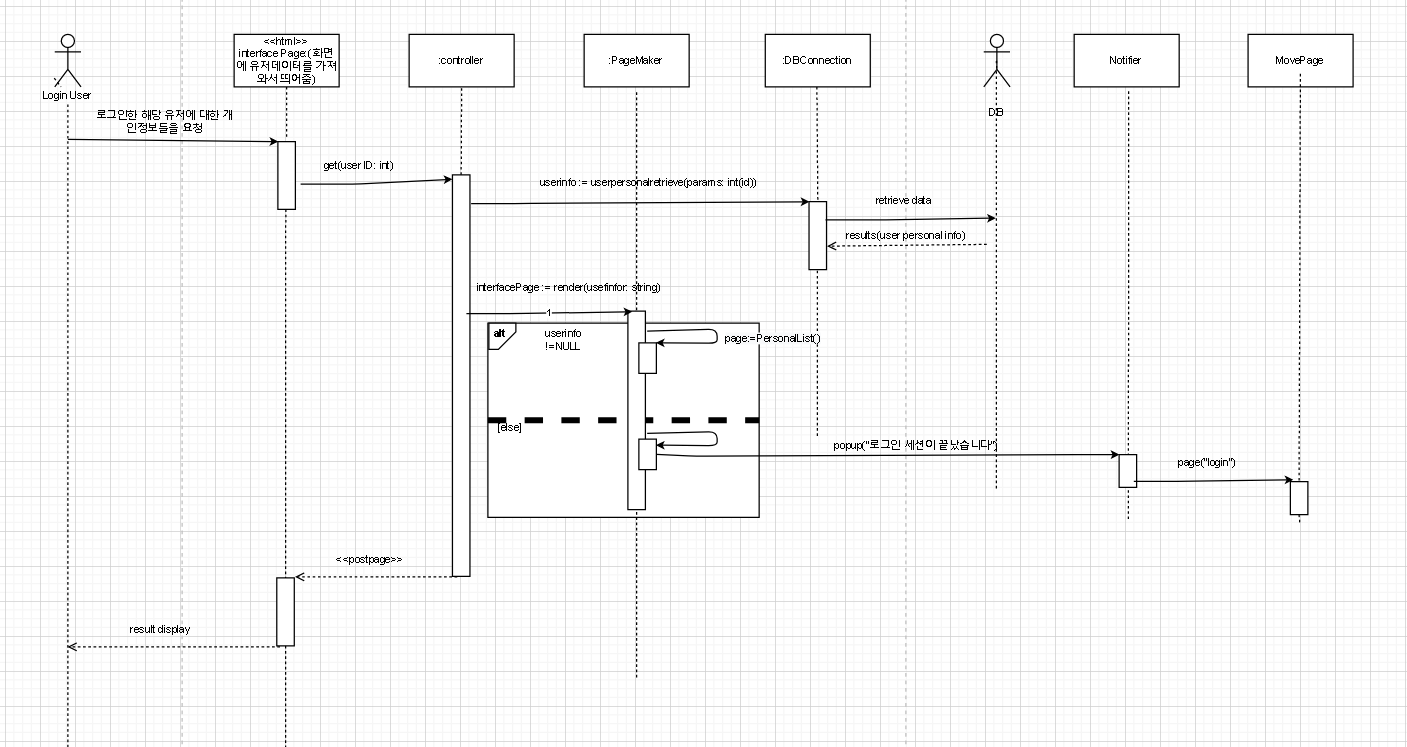 <<html>>
interface Page:(화면
에 유저데이터를 가져
와서 띄어줌)
:controller
:PageMaker
:DBConnection
Notifier
MovePage
Login User
DB
로그인한 해당 유저에 대한 개
인정보들을 요청
get(user ID: int)
userinfo := userpersonalretrieve(params: int(id))
retrieve data
results(user personal info)
interfacePage := render(usefinfor: string)
1
alt
userinfo
!=NULL
page:=PersonalList()
[else]
popup("로그인 세션이 끝났습니다")
page("login")
<<postpage>>
result display